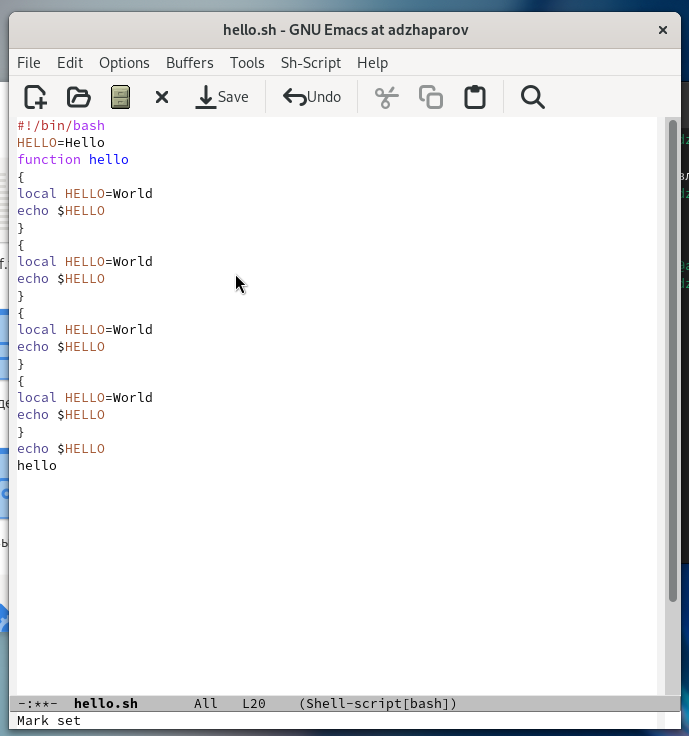 hello.sh - GNU Emacs at adzhaparov
File Edit Options Buffers Tools Sh-Script Help
Save Undo
#!/bin/bash
HELLO=Hello
function hello
{
local HELLO=World
echo $HELLO
}
{
local HELLO=World
echo $HELLO
}
{
local HELLO=World
echo $HELLO
}
{
local HELLO=World
echo $HELLO
}
echo $HELLO
hello
-:**- hello.sh All L20 (Shell-script[bash])
Mark set